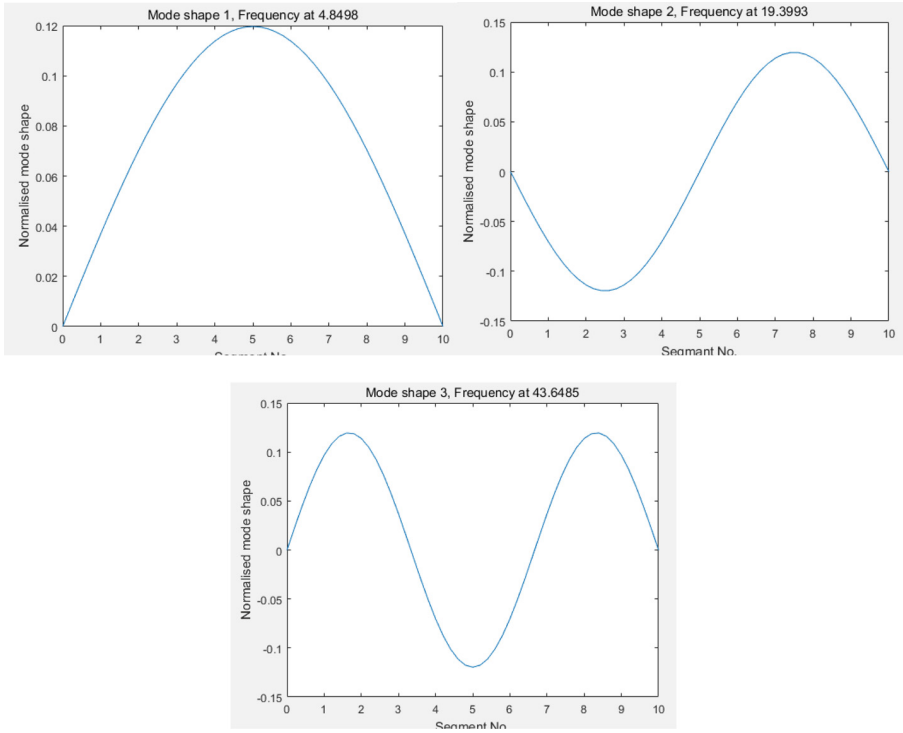 Mode shape 1, Frequency at 4.8498
Normalised mode shape
0.12
0.1
0.08
0.06
0.04
0.02
0
0 1 2 3 4 5 6 7 8 9 10
Segmant No.
Mode shape 2, Frequency at 19.3993
Normalised mode shape
0.15
0.1
0.05
0
-0.05
-0.1
-0.15
0 1 2 3 4 5 6 7 8 9 10
Segmant No.
Mode shape 3, Frequency at 43.6485
Normalised mode shape
0.15
0.1
0.05
0
-0.05
-0.1
-0.15
0 1 2 3 4 5 6 7 8 9 10
Segmant No.